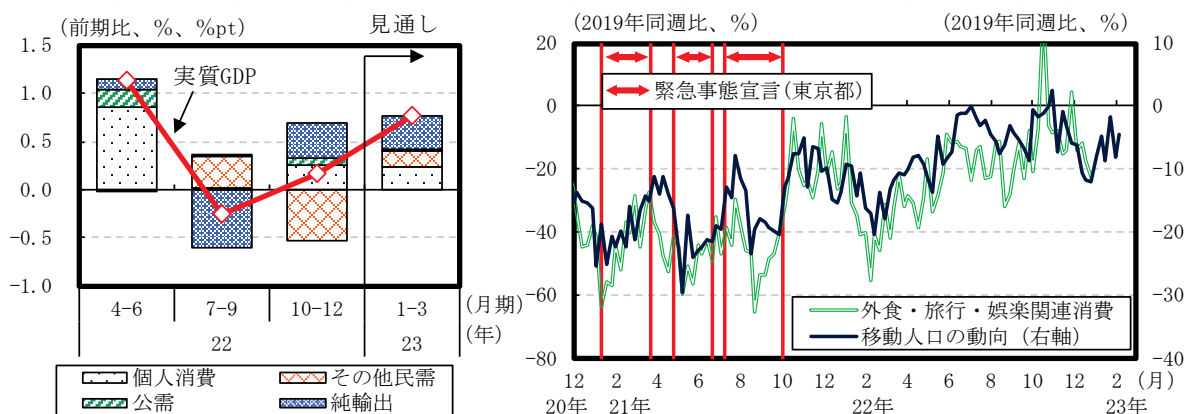 (前期比、%、%pt)
見通し
1.5
1.0
0.5
0.0
-0.5
-1.0
実質GDP
4-6 7-9 10-12 1-3 (月期)
22 23 (年)
個人消費 その他民需
公需 純輸出
(2019年同週比、%) (2019年同週比、%)
20 10
0 0
-20 -10
-40 -20
-60 -30
-80 -40
緊急事態宣言(東京都)
外食・旅行・娯楽関連消費
移動人口の動向(右軸)
12 2 4 6 8 10 12 2 4 6 8 10 12 2 (月)
20年 21年 22年 23年